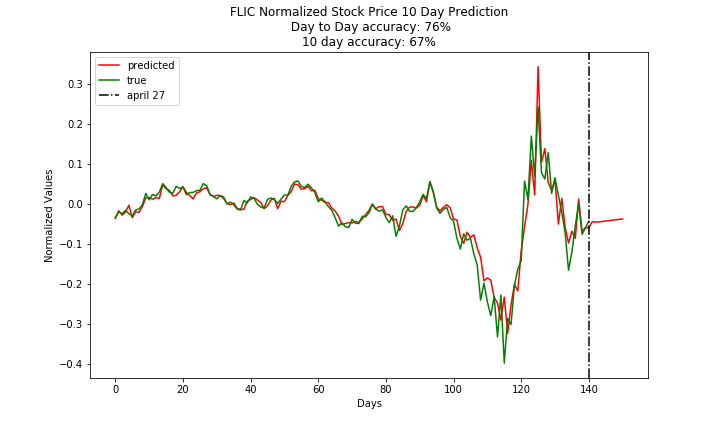 FLIC Normalized Stock Price 10 Day Prediction
Day to Day accuracy: 76%
10 day accuracy: 67%
predicted
true
april 27
Normalized Values
0.3
0.2
0.1
0.0
−0.1
−0.2
−0.3
−0.4
0 20 40 60 80 100 120 140
Days